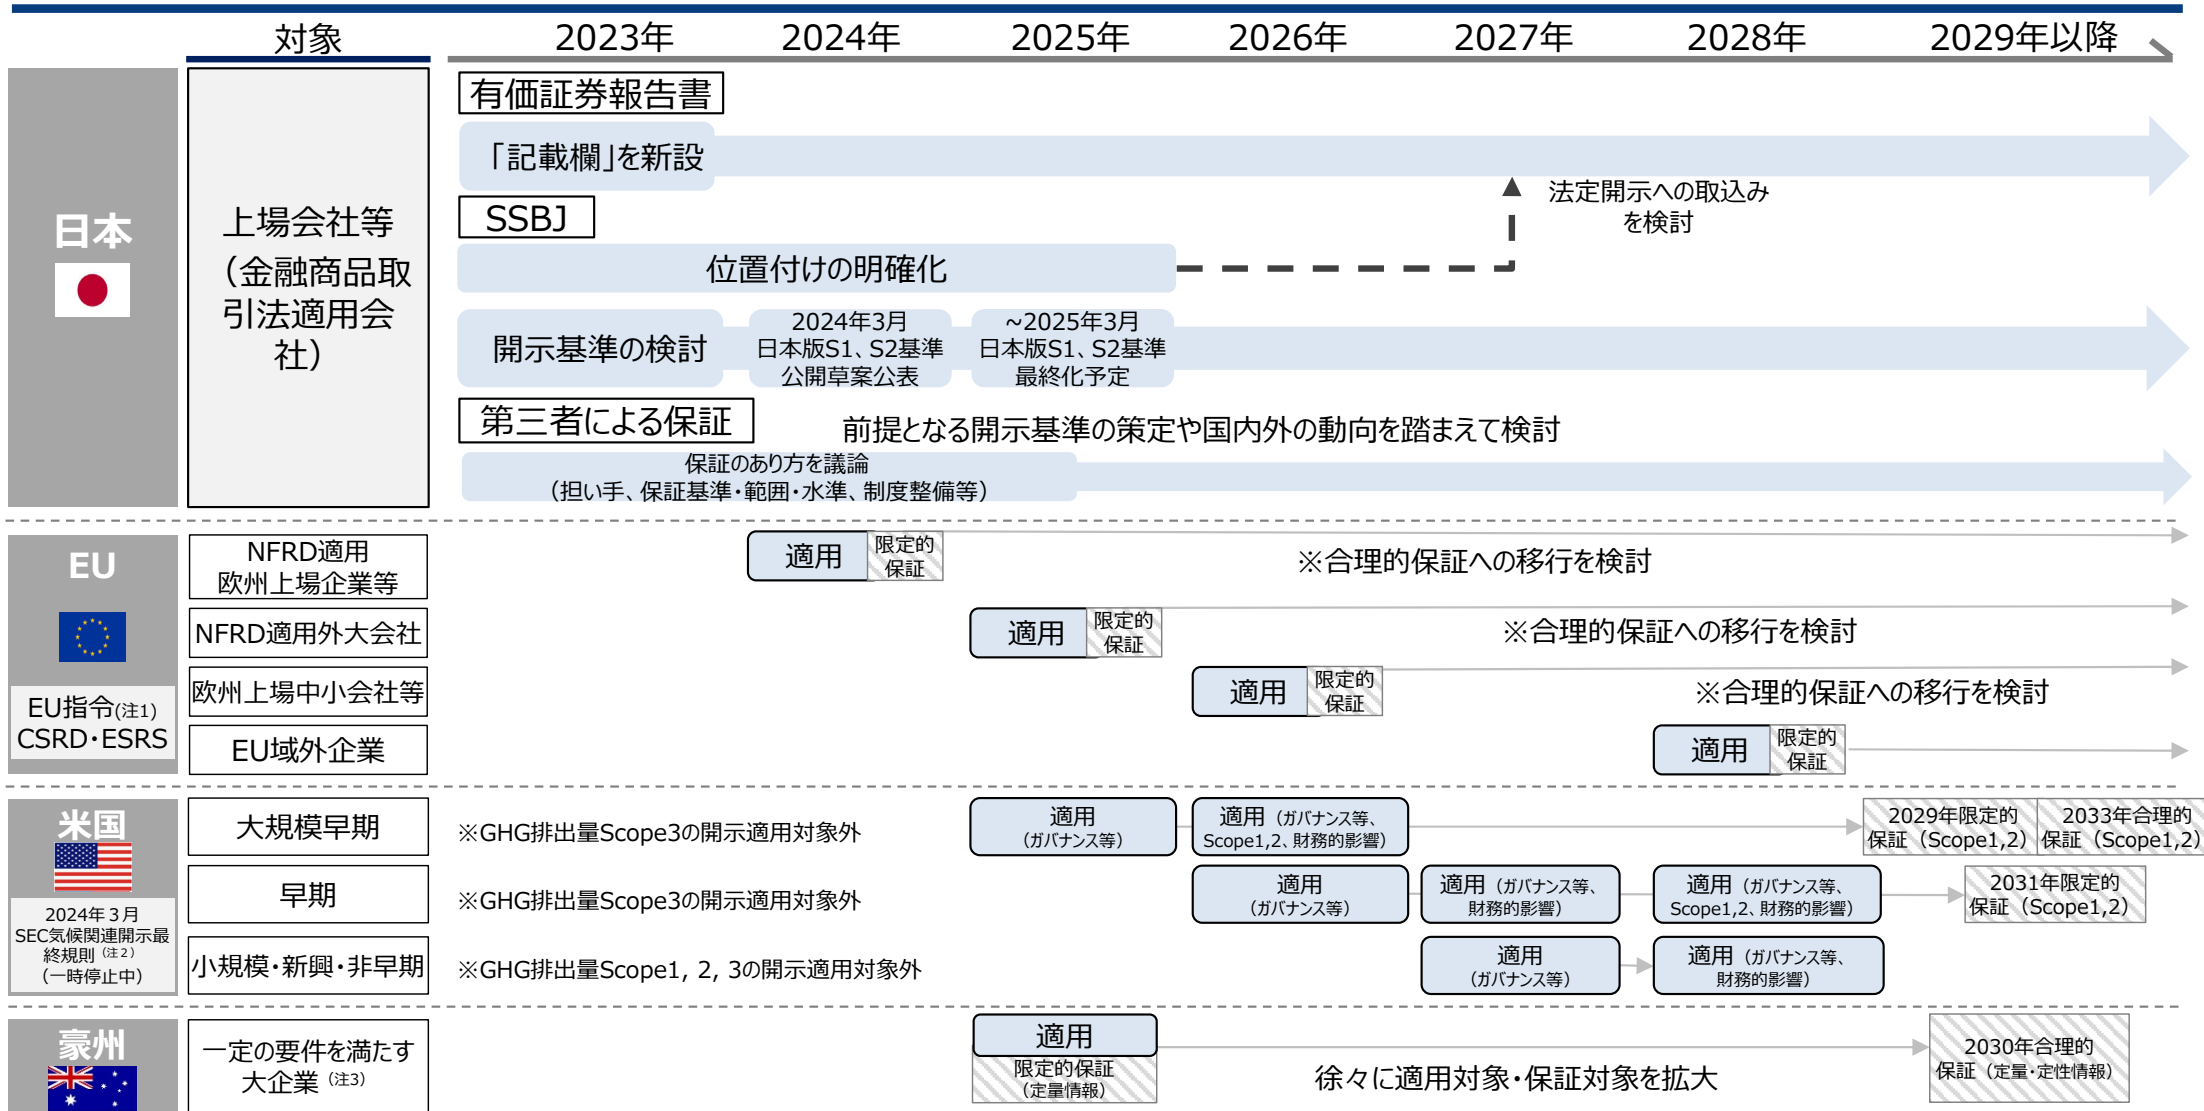 対象
2023年
2024年
2025年
2026年
2027年
2028年
2029年以降
日本
上場会社等
（金融商品取
引法適用会
社）
有価証券報告書
「記載欄」を新設
法定開示への取込み
を検討
SSBJ
位置付けの明確化
開示基準の検討
2024年3月
日本版S1、S2基準
公開草案公表
~2025年3月
日本版S1、S2基準
最終化予定
第三者による保証
前提となる開示基準の策定や国内外の動向を踏まえて検討
保証のあり方を議論
（担い手、保証基準・範囲・水準、制度整備等）
EU
EU指令(注1)
CSRD・ESRS
NFRD適用
欧州上場企業等
適用
限定的
保証
※合理的保証への移行を検討
NFRD適用外大会社
適用
限定的
保証
※合理的保証への移行を検討
欧州上場中小会社等
適用
限定的
保証
※合理的保証への移行を検討
EU域外企業
適用
限定的
保証
米国
2024年３月
SEC気候関連開示最
終規則（注２）
（一時停止中）
大規模早期
※GHG排出量Scope3の開示適用対象外
適用
（ガバナンス等）
適用（ガバナンス等、
Scope1,2、財務的影響）
2029年限定的
保証（Scope1,2）
2033年合理的
保証（Scope1,2）
早期
※GHG排出量Scope3の開示適用対象外
適用
（ガバナンス等）
適用（ガバナンス等、
財務的影響）
適用（ガバナンス等、
Scope1,2、財務的影響）
2031年限定的
保証（Scope1,2）
小規模・新興・非早期
※GHG排出量Scope1, 2, 3の開示適用対象外
適用
（ガバナンス等）
適用（ガバナンス等、
財務的影響）
豪州
一定の要件を満たす
大企業（注3）
適用
限定的保証
（定量情報）
徐々に適用対象・保証対象を拡大
2030年合理的
保証（定量・定性情報）